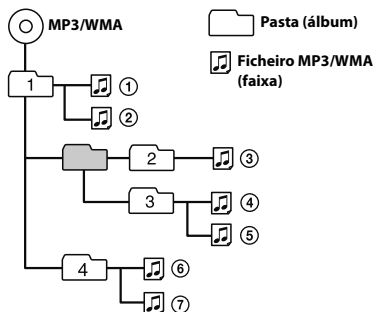 MP3/WMA
Pasta (álbum)
Ficheiro MP3/WMA
(faixa)
1
①
②
2
③
3
④
⑤
4
⑥
⑦